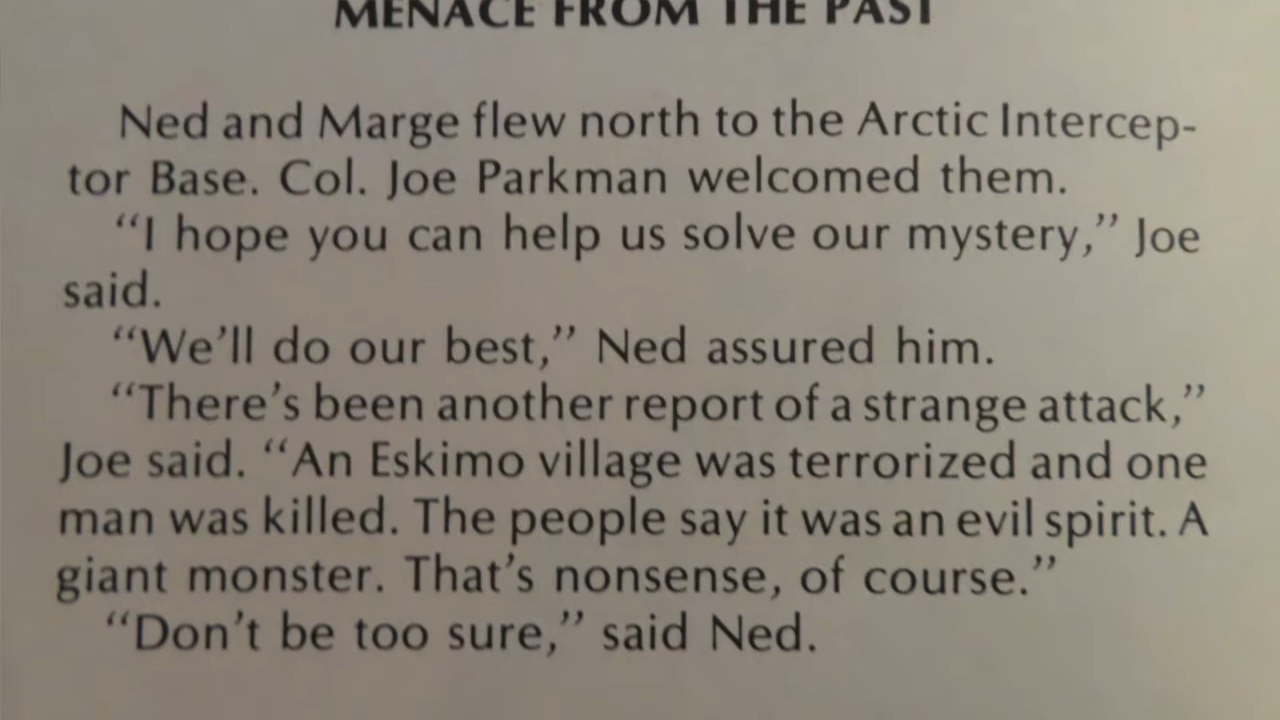 MENACE FROM THE PAST
Ned and Marge flew north to the Arctic Intercep-
tor Base. Col. Joe Parkman welcomed them.
“I hope you can help us solve our mystery,” Joe
said.
“We’ll do our best,” Ned assured him.
“There’s been another report of a strange attack,”
Joe said. “An Eskimo village was terrorized and one
man was killed. The people say it was an evil spirit. A
giant monster. That’s nonsense, of course.”
“Don’t be too sure,” said Ned.